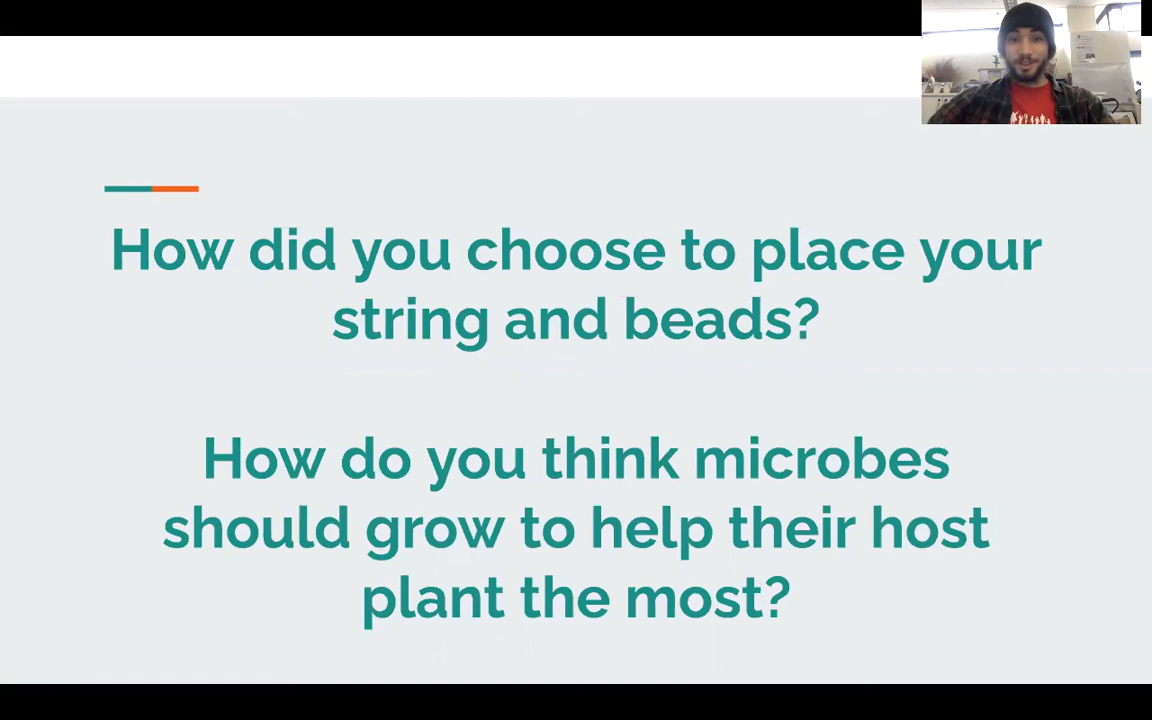 How did you choose to place your
string and beads?
How do you think microbes
should grow to help their host
plant the most?